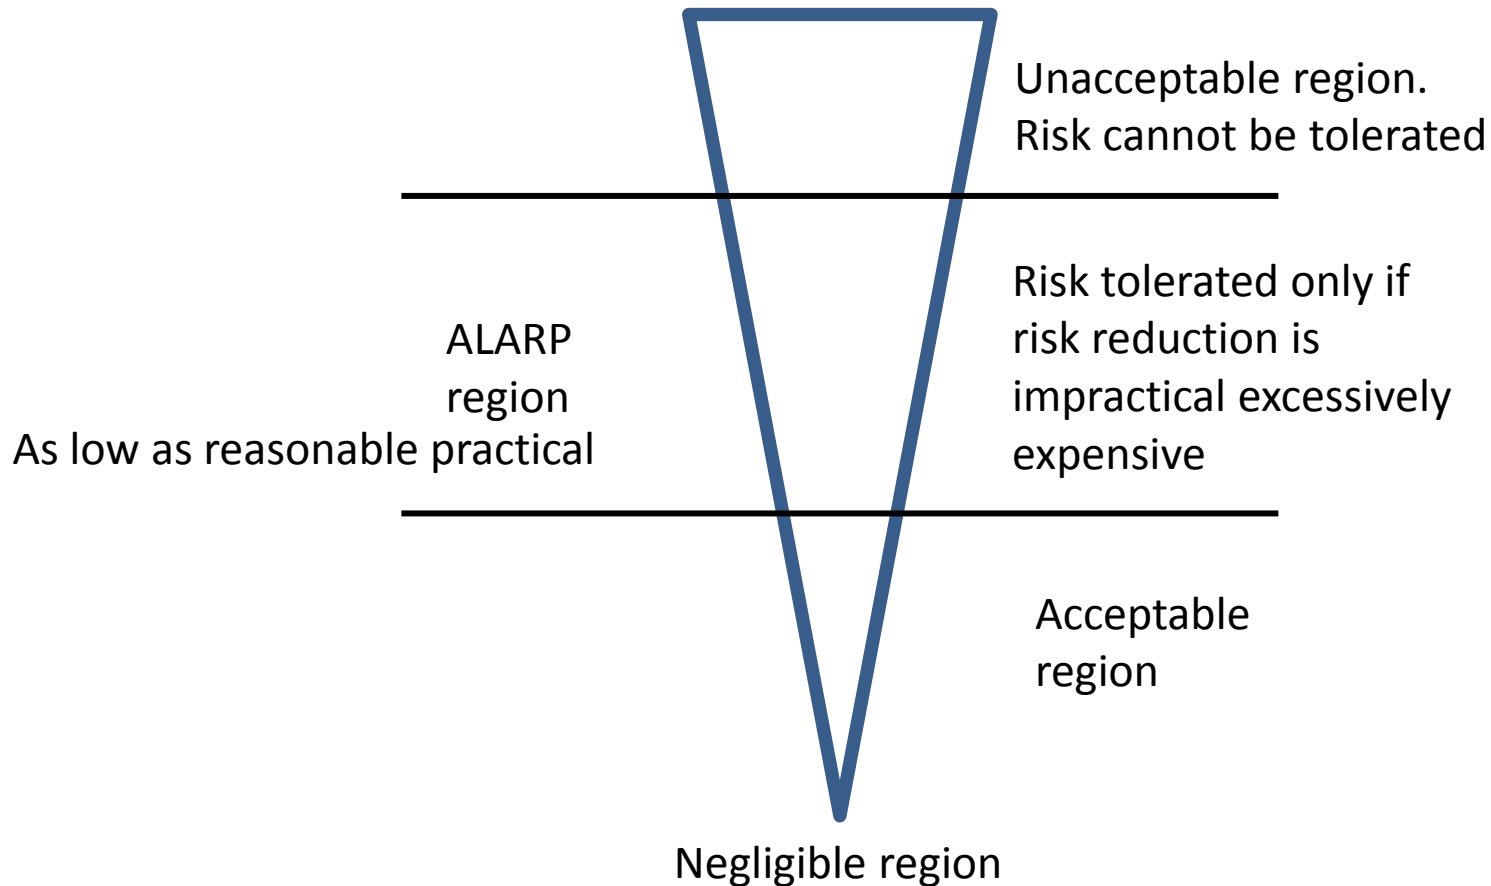 Unacceptable region.
Risk cannot be tolerated
Risk tolerated only if
risk reduction is
impractical excessively
expensive
ALARP
region
As low as reasonable practical
Acceptable
region
Negligible region